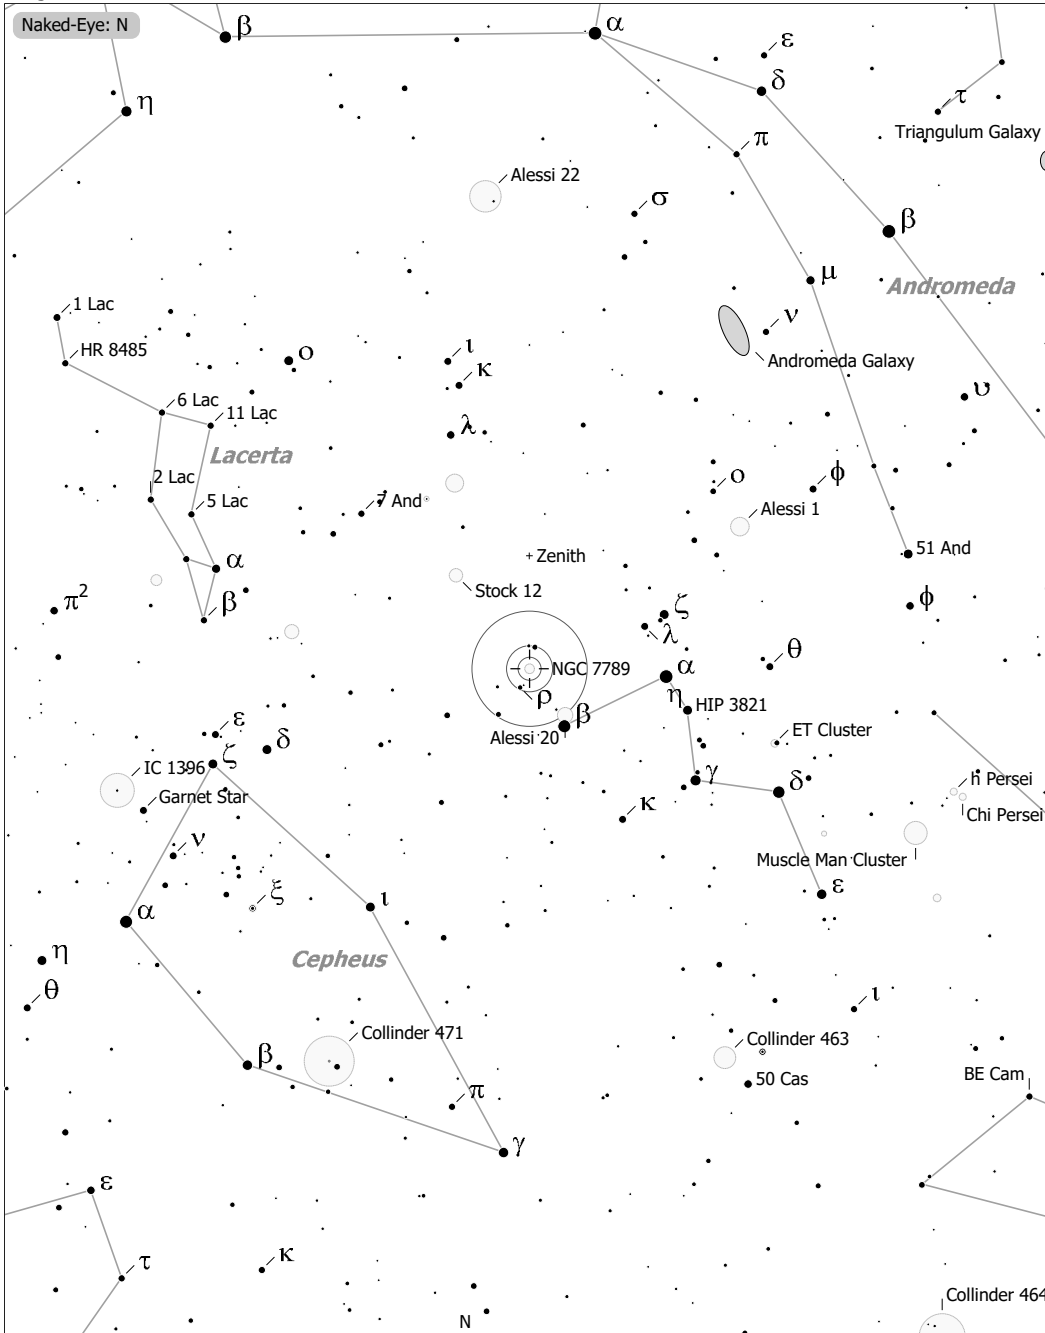 Naked-Eye: N
β
α
ε
δ
η
τ
Triangulum Galaxy
π
Alessi 22
σ
β
μ
Andromeda
1 Lac
ν
HR 8485
ο
ι
Andromeda Galaxy
κ
6 Lac
11 Lac
υ
λ
Lacerta
2 Lac
ο
φ
7 And
5 Lac
Alessi 1
Zenith
51 And
α
Stock 12
π²
β
ζ
φ
λ
NGC 7789
α
θ
ρ
η
HIP 3821
ε
β
δ
Alessi 20
ET Cluster
ζ
IC 1396
γ
δ
h Persei
Garnet Star
κ
Chi Persei
ν
Muscle Man Cluster
ξ
ι
ε
α
η
Cepheus
θ
ι
Collinder 471
Collinder 463
β
50 Cas
BE Cam
π
γ
ε
κ
τ
Collinder 464
N